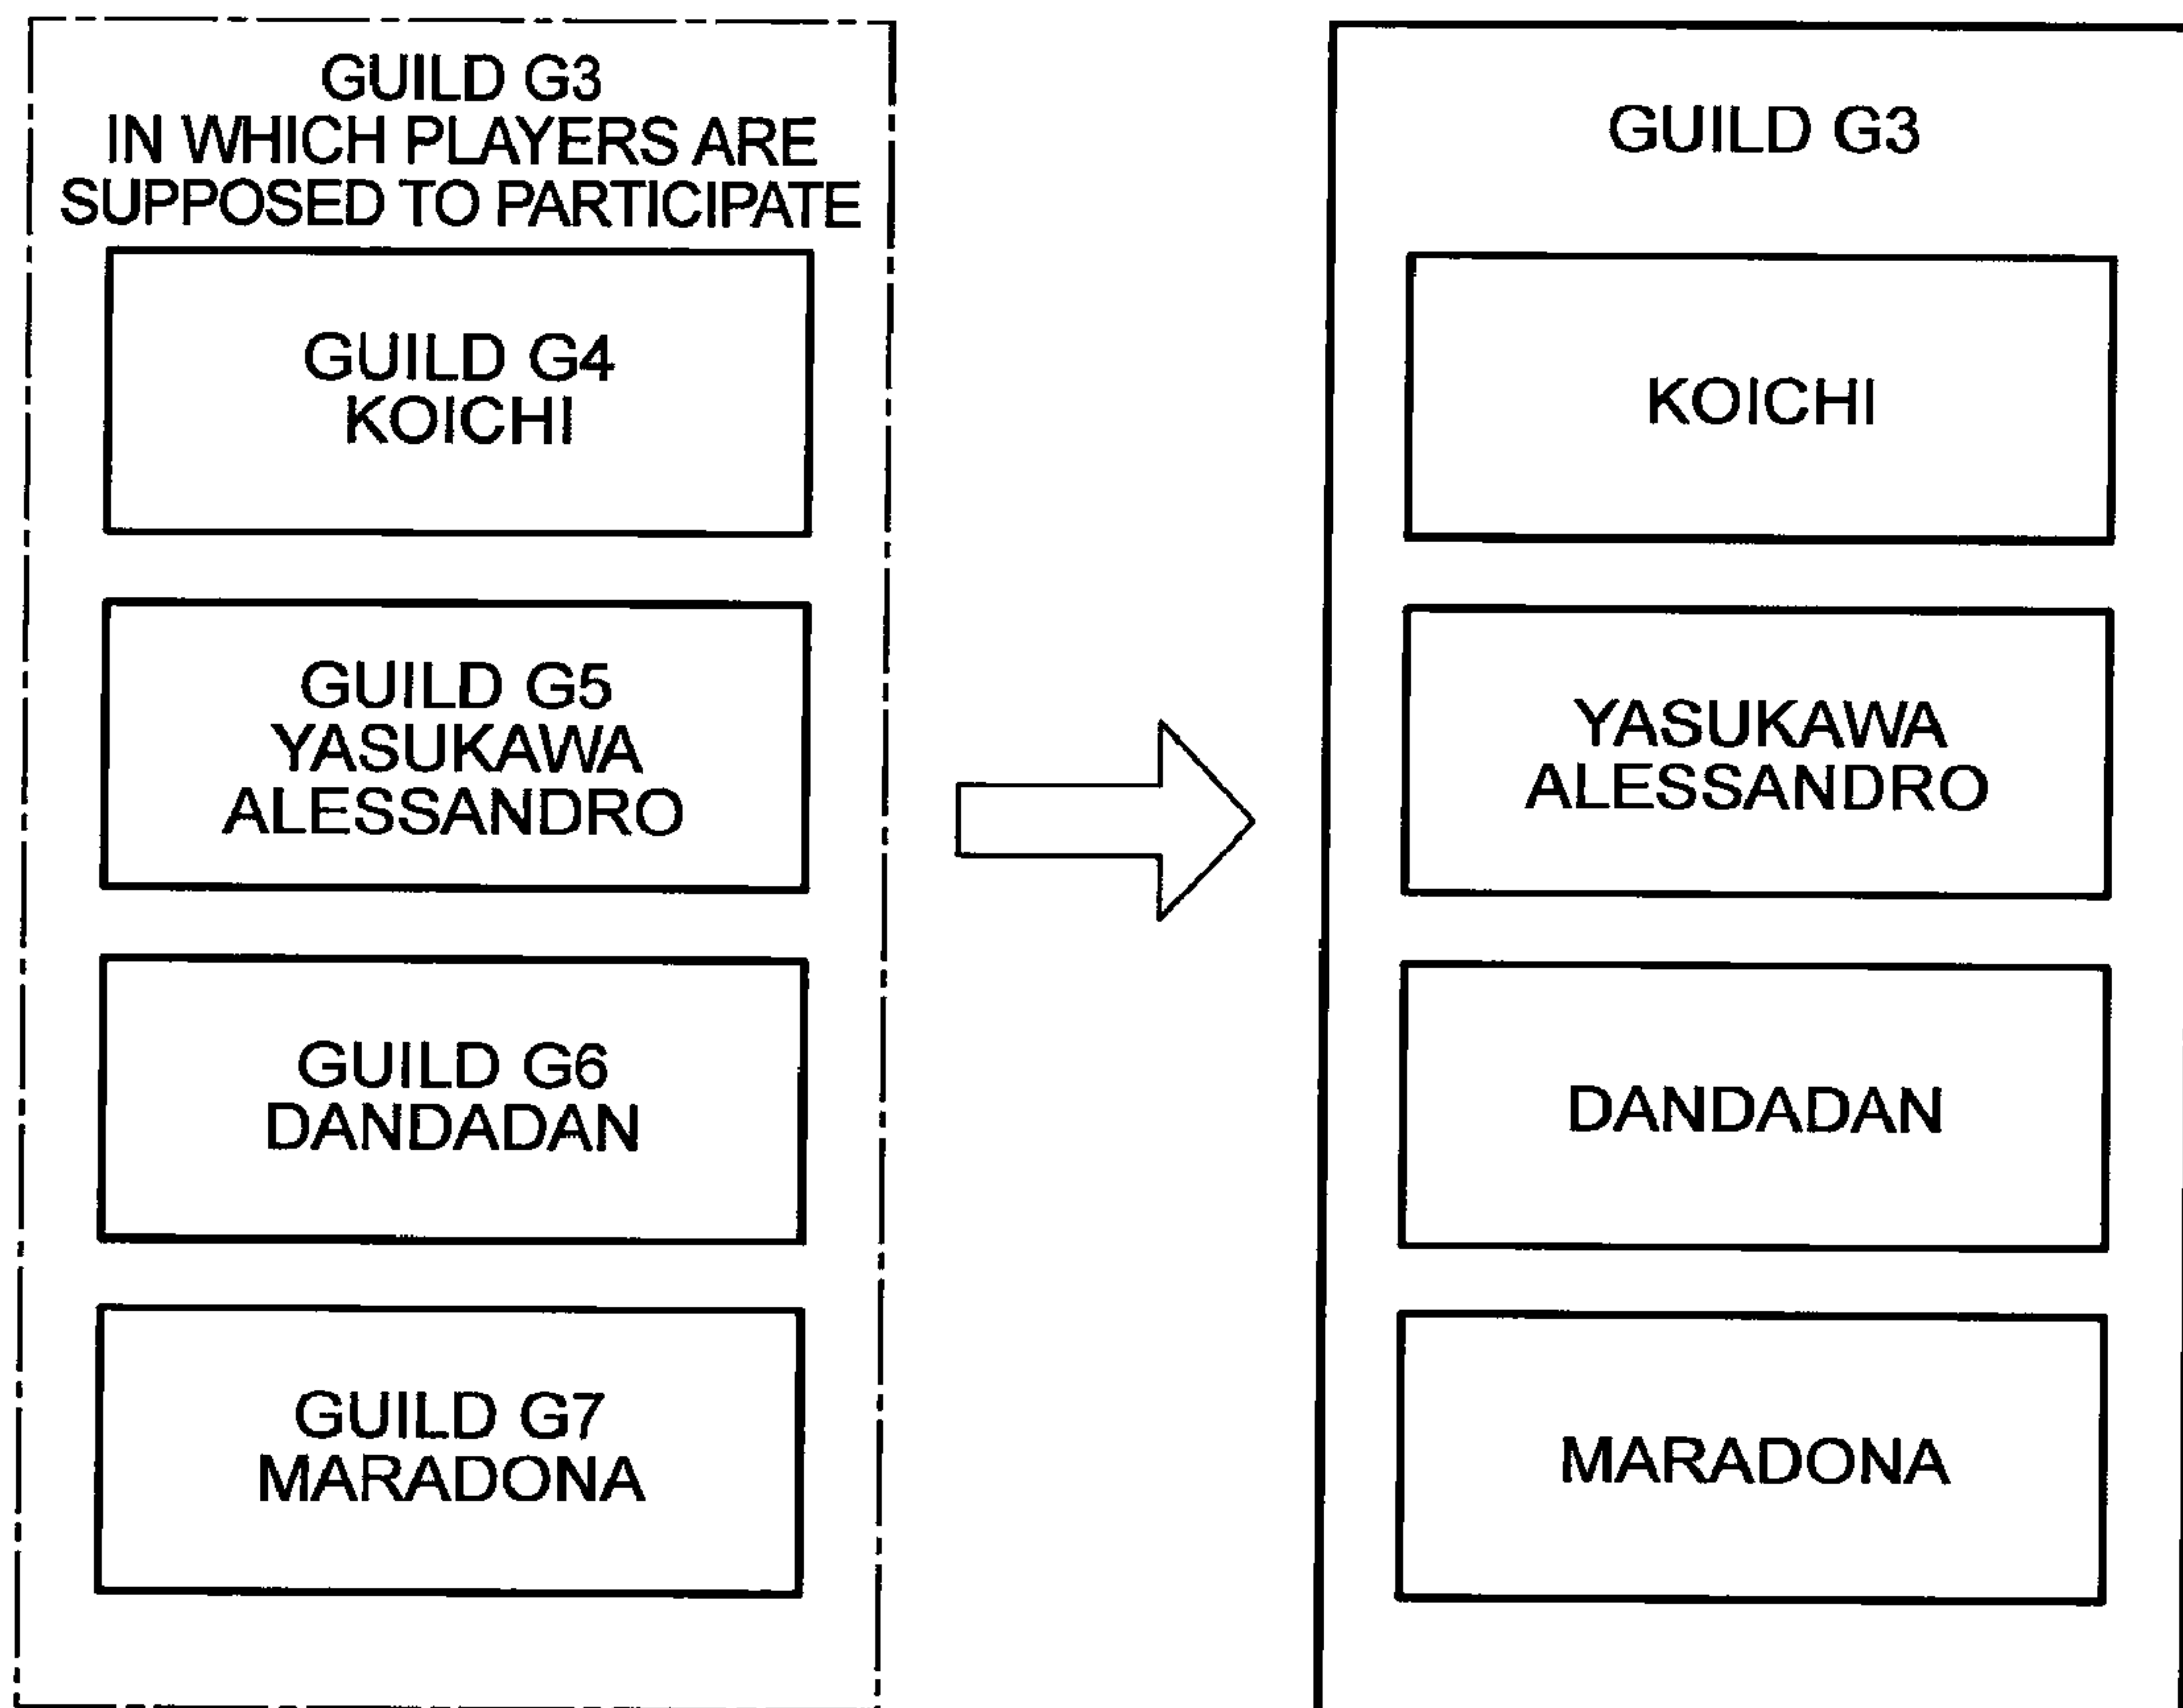 GUILD G3
IN WHICH PLAYERS ARE
SUPPOSED TO PARTICIPATE
GUILD G4
KOICHI
GUILD G5
YASUKAWA
ALESSANDRO
GUILD G6
DANDADAN
GUILD G7
MARADONA
GUILD G3
KOICHI
YASUKAWA
ALESSANDRO
DANDADAN
MARADONA